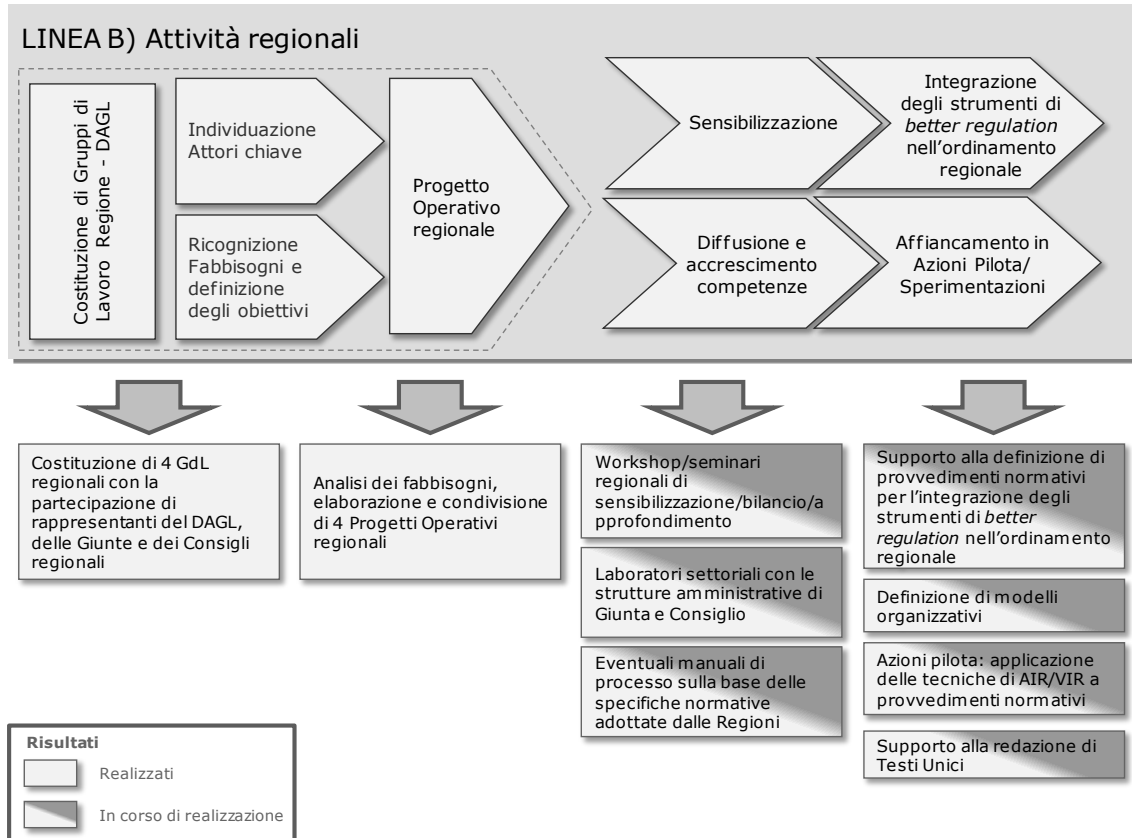 LINEA B) Attività regionali
Costituzione di Gruppi di
Lavoro Regione - DAGL
Individuazione
Attori chiave
Ricognizione
Fabbisogni e
definizione
degli obiettivi
Progetto
Operativo
regionale
Sensibilizzazione
Integrazione
degli strumenti di
better regulation
nell'ordinamento
regionale
Diffusione e
accrescimento
competenze
Affiancamento in
Azioni Pilota/
Sperimentazioni
Costituzione di 4 GdL
regionali con la
partecipazione di
rappresentanti del DAGL,
delle Giunte e dei Consigli
regionali
Analisi dei fabbisogni,
elaborazione e condivisione
di 4 Progetti Operativi
regionali
Workshop/seminari
regionali di
sensibilizzazione/bilancio/a
pprofondimento
Laboratori settoriali con le
strutture amministrative di
Giunta e Consiglio
Eventuali manuali di
processo sulla base delle
specifiche normative
adottate dalle Regioni
Supporto alla definizione di
provvedimenti normativi
per l'integrazione degli
strumenti di better
regulation nell'ordinamento
regionale
Definizione di modelli
organizzativi
Azioni pilota: applicazione
delle tecniche di AIR/VIR a
provvedimenti normativi
Supporto alla redazione di
Testi Unici
Risultati
Realizzati
In corso di realizzazione